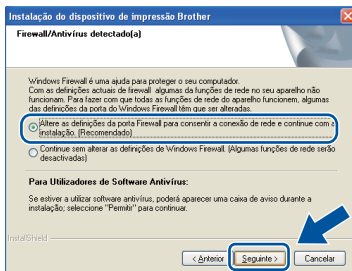 Instalação do dispositivo de impressão Brother
Firewall/Antivírus detectado(a)
Windows Firewall é uma ajuda para proteger o seu computador.
Com as definições actuais de firewall algumas da funções de rede no seu aparelho não
funcionam. Para fazer com que todas as funções de rede do aparelho funcionem, algumas
das definições da porta do Windows Firewall têm que ser alteradas.
Altere as definições da porta Firewall para consentir a conexão de rede e continue com a
instalação. (Recomendado)
Continue sem alterar as definições de Windows Firewall. (Algumas funções de rede serão
desactivadas)
Para Utilizadores de Software Antivírus:
Se estiver a utilizar software antivírus, poderá aparecer uma caixa de aviso durante a
instalação; seleccione "Permitir" para continuar.
InstallShield
< Anterior
Seguinte >
Cancelar